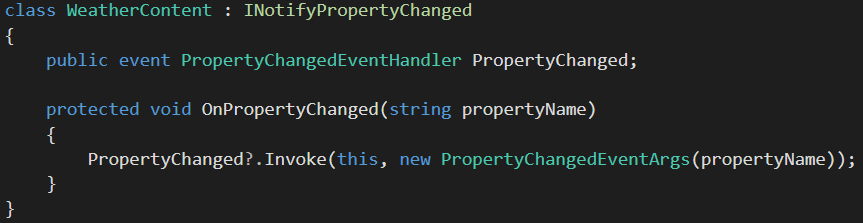 class WeatherContent : INotifyPropertyChanged
{
    public event PropertyChangedEventHandler PropertyChanged;

    protected void OnPropertyChanged(string propertyName)
    {
        PropertyChanged?.Invoke(this, new PropertyChangedEventArgs(propertyName));
    }
}